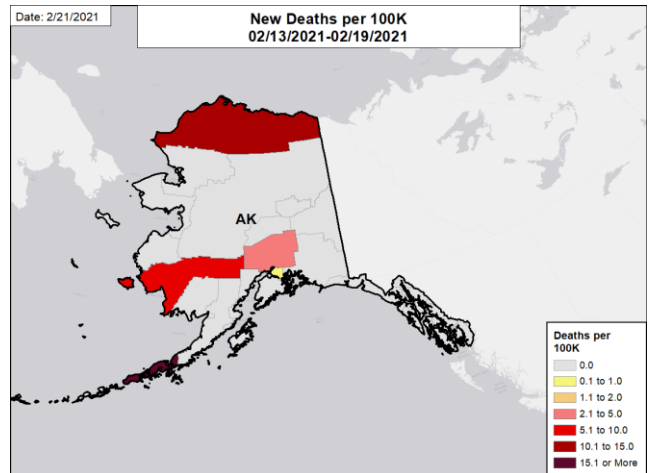 Date: 2/21/2021
New Deaths per 100K
02/13/2021-02/19/2021
AK
Deaths per
100K
0.0
0.1 to 1.0
1.1 to 2.0
2.1 to 5.0
5.1 to 10.0
10.1 to 15.0
15.1 or More